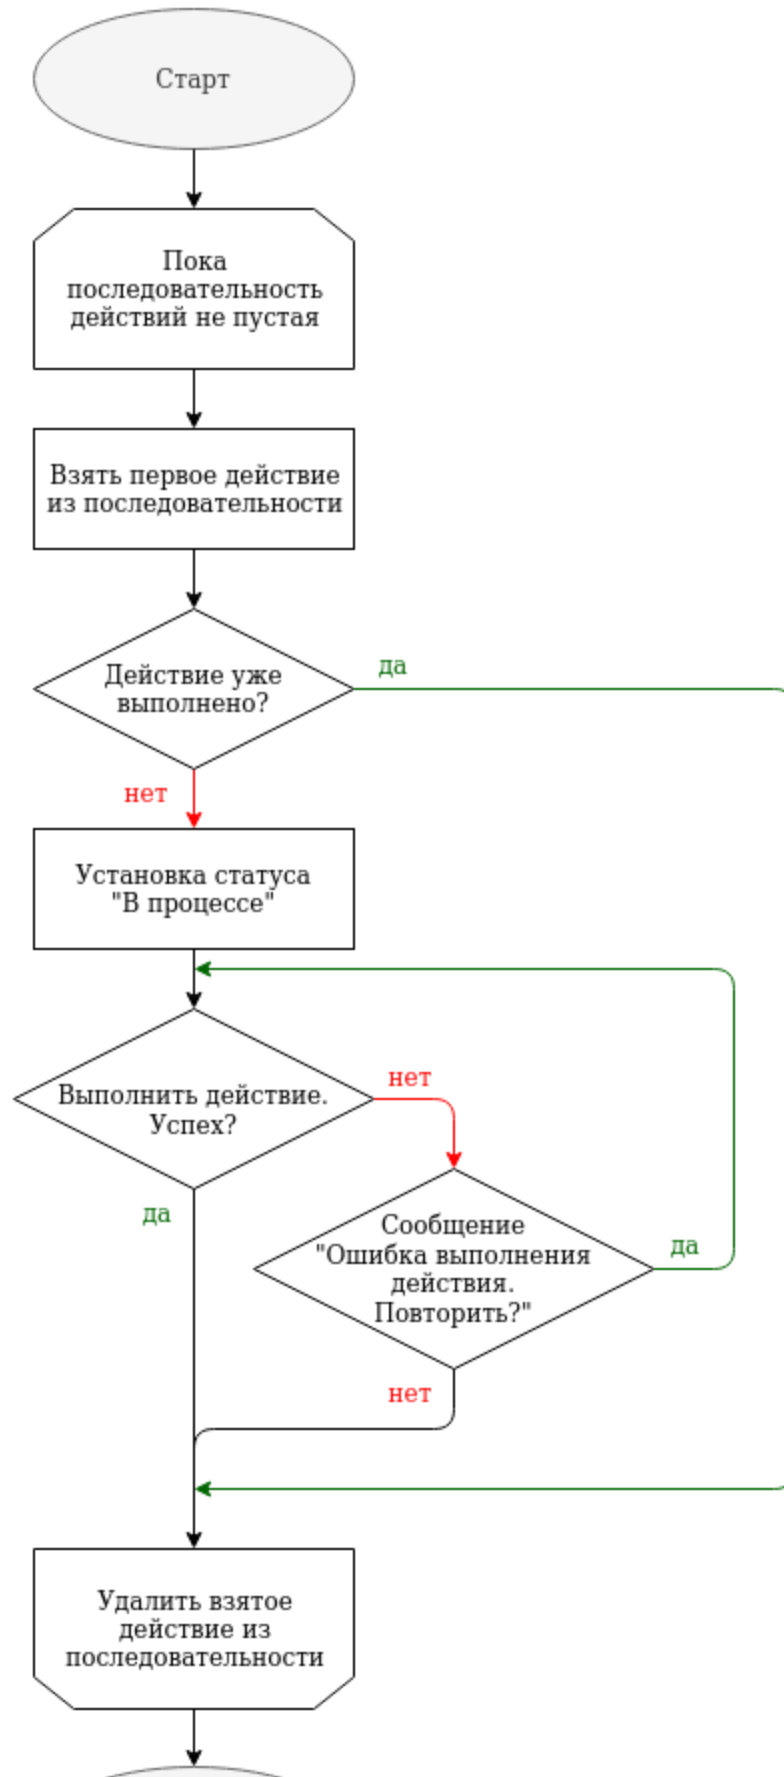 Старт
Пока
последовательность
действий не пустая
Взять первое действие
из последовательности
Действие уже
выполнено?
да
нет
Установка статуса
"В процессе"
Выполнить действие.
Успех?
нет
да
Сообщение
"Ошибка выполнения
действия.
Повторить?"
да
нет
Удалить взятое
действие из
последовательности